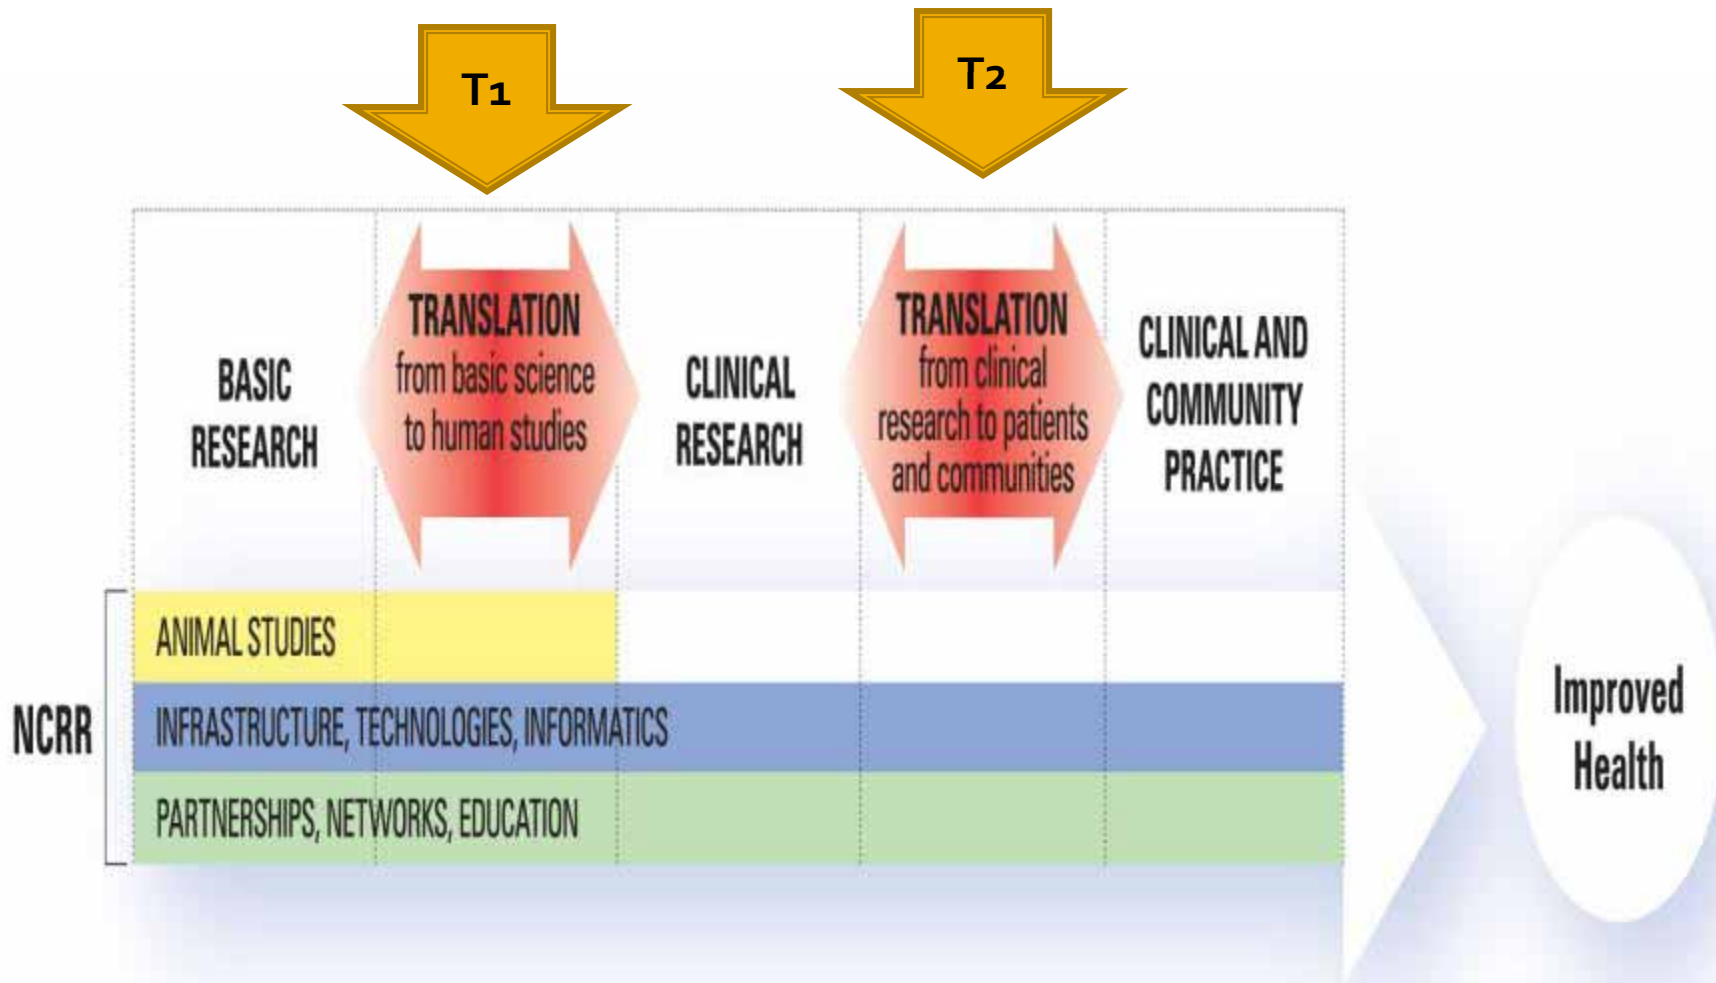 T1
T2
BASIC
RESEARCH
TRANSLATION
from basic science
to human studies
CLINICAL
RESEARCH
TRANSLATION
from clinical
research to patients
and communities
CLINICAL AND
COMMUNITY
PRACTICE
NCRR
ANIMAL STUDIES
INFRASTRUCTURE, TECHNOLOGIES, INFORMATICS
PARTNERSHIPS, NETWORKS, EDUCATION
Improved
Health